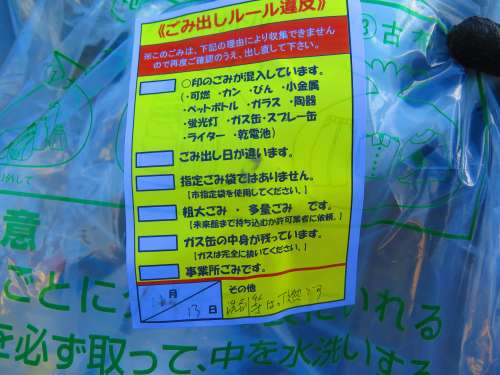 《ごみ出しルール違反》
※このごみは、下記の理由により収集できません
ので再度ご確認のうえ、出し直して下さい。
③古
○印のごみが混入しています。
(・可燃 ・カン ・びん ・小金属
・ペットボトル ・ガラス ・陶器
・蛍光灯 ・ガス缶・スプレー缶
・ライター ・乾電池)
ごみ出し日が違います。
指定ごみ袋ではありません。
【市指定袋を使用してください。】
粗大ごみ ・ 多量ごみ です。
【未来館まで持ち込むか許可業者に依頼。】
ガス缶の中身が残っています。
【ガスは完全に抜いてください。】
事業所ごみです。
月
13日
その他
意
ごとに
にいれる
を必ず取って、中を水洗いする